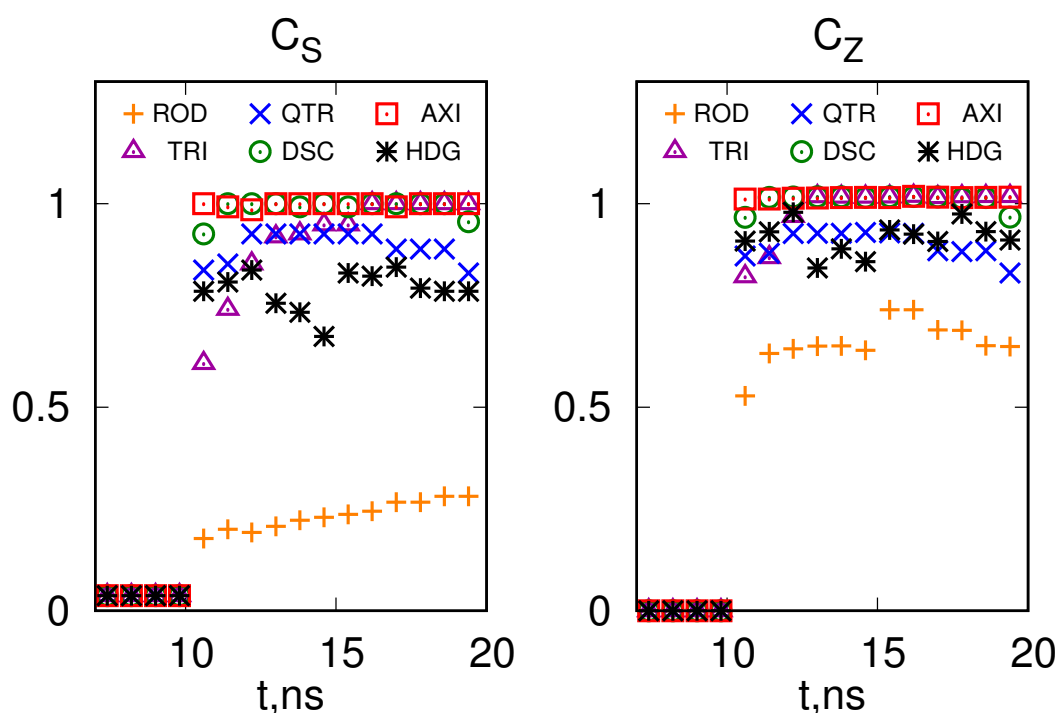 C_S
ROD QTR AXI
TRI DSC HDG
1
0.5
0
10 15 20
t,ns
C_Z
ROD QTR AXI
TRI DSC HDG
1
0.5
0
10 15 20
t,ns